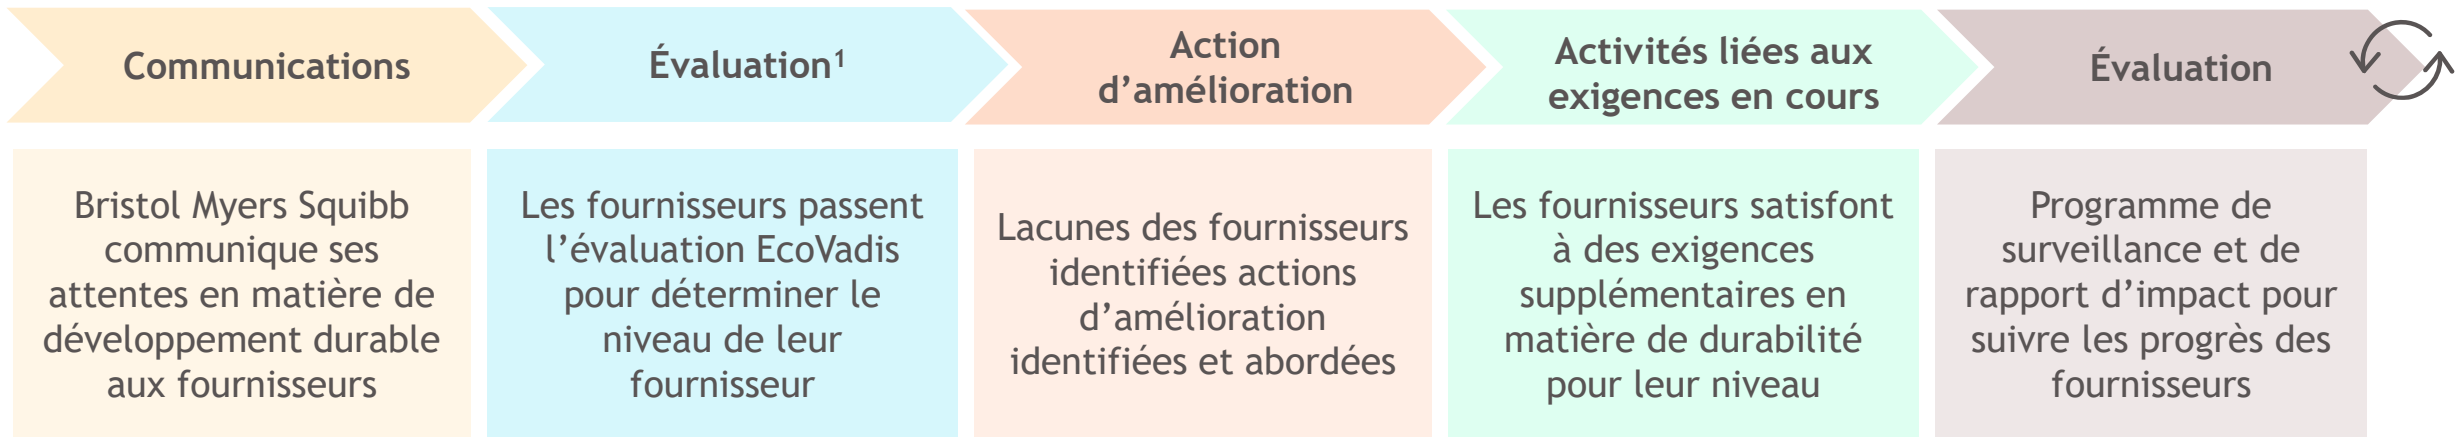 Communications
Évaluation¹
Action
d’amélioration
Activités liées aux
exigences en cours
Évaluation
Bristol Myers Squibb
communique ses
attentes en matière de
développement durable
aux fournisseurs
Les fournisseurs passent
l’évaluation EcoVadis
pour déterminer le
niveau de leur
fournisseur
Lacunes des fournisseurs
identifiées actions
d’amélioration
identifiées et abordées
Les fournisseurs satisfont
à des exigences
supplémentaires en
matière de durabilité
pour leur niveau
Programme de
surveillance et de
rapport d’impact pour
suivre les progrès des
fournisseurs